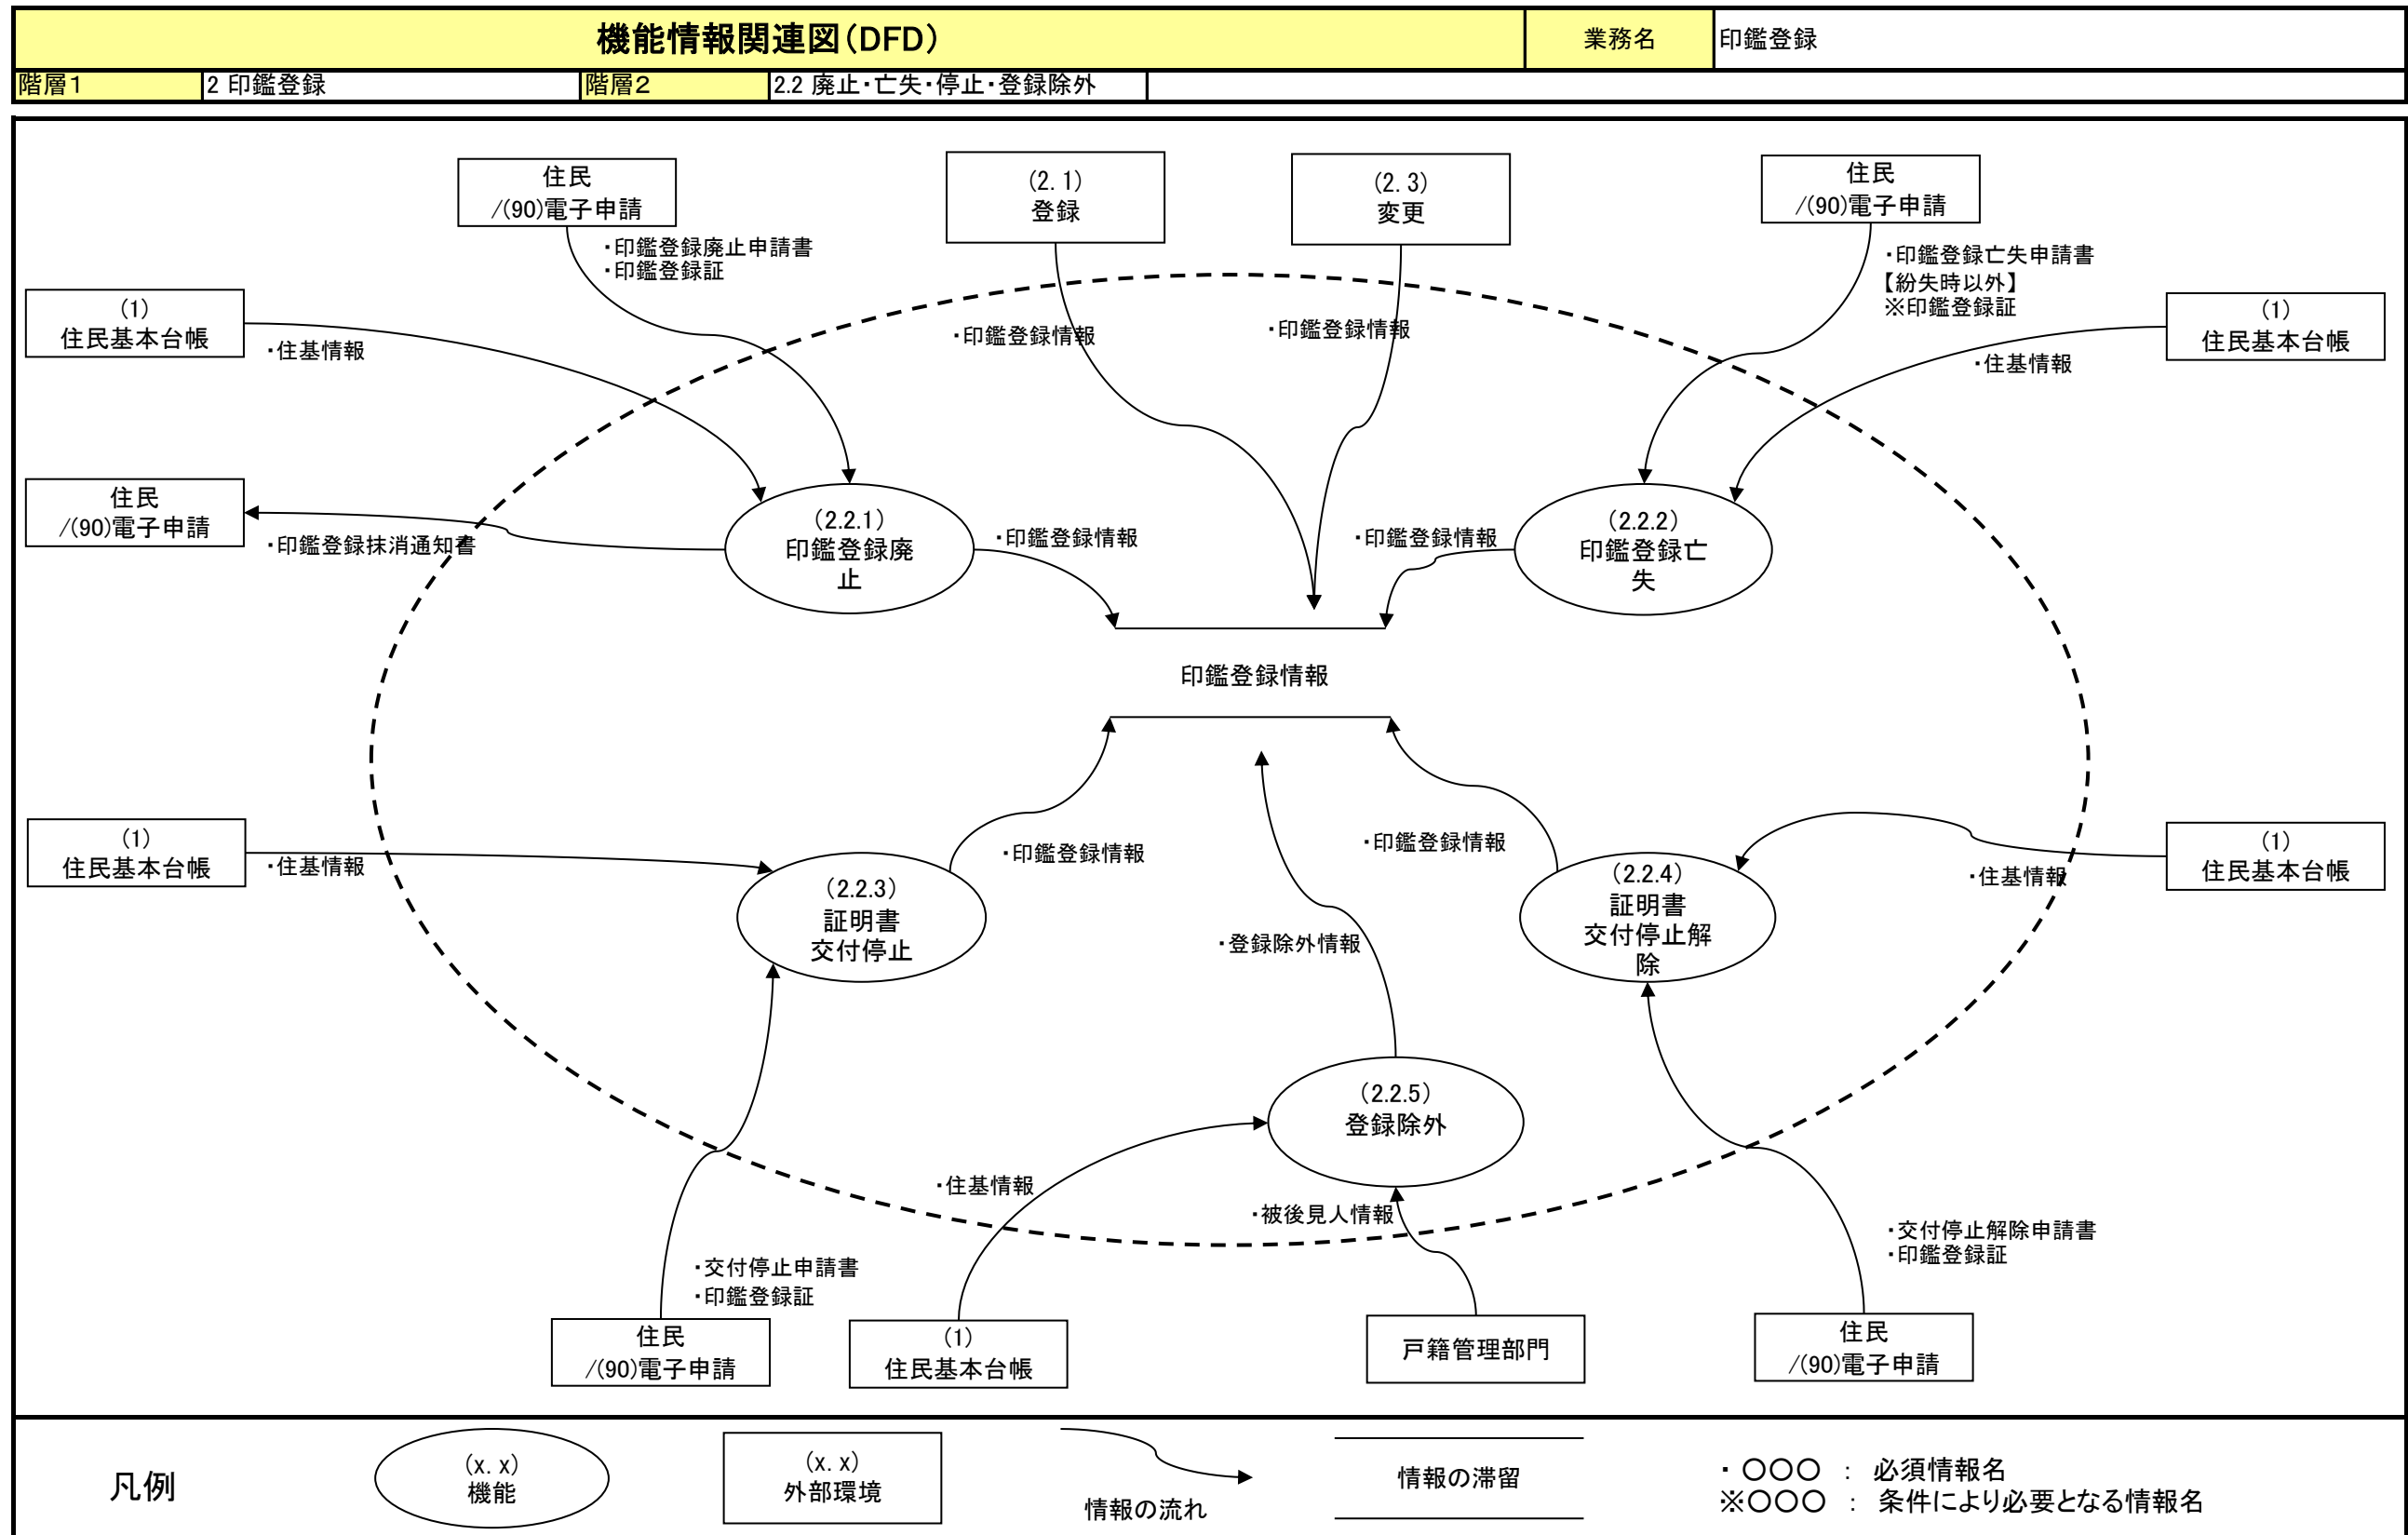 機能情報関連図(DFD)
業務名
印鑑登録
階層1
2 印鑑登録
階層2
2.2 廃止・亡失・停止・登録除外
住民
/(90)電子申請
(2.1)
登録
(2.3)
変更
住民
/(90)電子申請
・印鑑登録廃止申請書
・印鑑登録証
・印鑑登録亡失申請書
【紛失時以外】
※印鑑登録証
(1)
住民基本台帳
・住基情報
・印鑑登録情報
・印鑑登録情報
(1)
住民基本台帳
・住基情報
住民
/(90)電子申請
・印鑑登録抹消通知書
(2.2.1)
印鑑登録廃
止
・印鑑登録情報
・印鑑登録情報
(2.2.2)
印鑑登録亡
失
印鑑登録情報
(1)
住民基本台帳
・住基情報
(2.2.3)
証明書
交付停止
・印鑑登録情報
・印鑑登録情報
・登録除外情報
(2.2.4)
証明書
交付停止解
除
・住基情報
(1)
住民基本台帳
(2.2.5)
登録除外
・住基情報
・被後見人情報
・交付停止申請書
・印鑑登録証
・交付停止解除申請書
・印鑑登録証
住民
/(90)電子申請
(1)
住民基本台帳
戸籍管理部門
住民
/(90)電子申請
凡例
(x.x)
機能
(x.x)
外部環境
情報の流れ
情報の滞留
・〇〇〇 : 必須情報名
※〇〇〇 : 条件により必要となる情報名